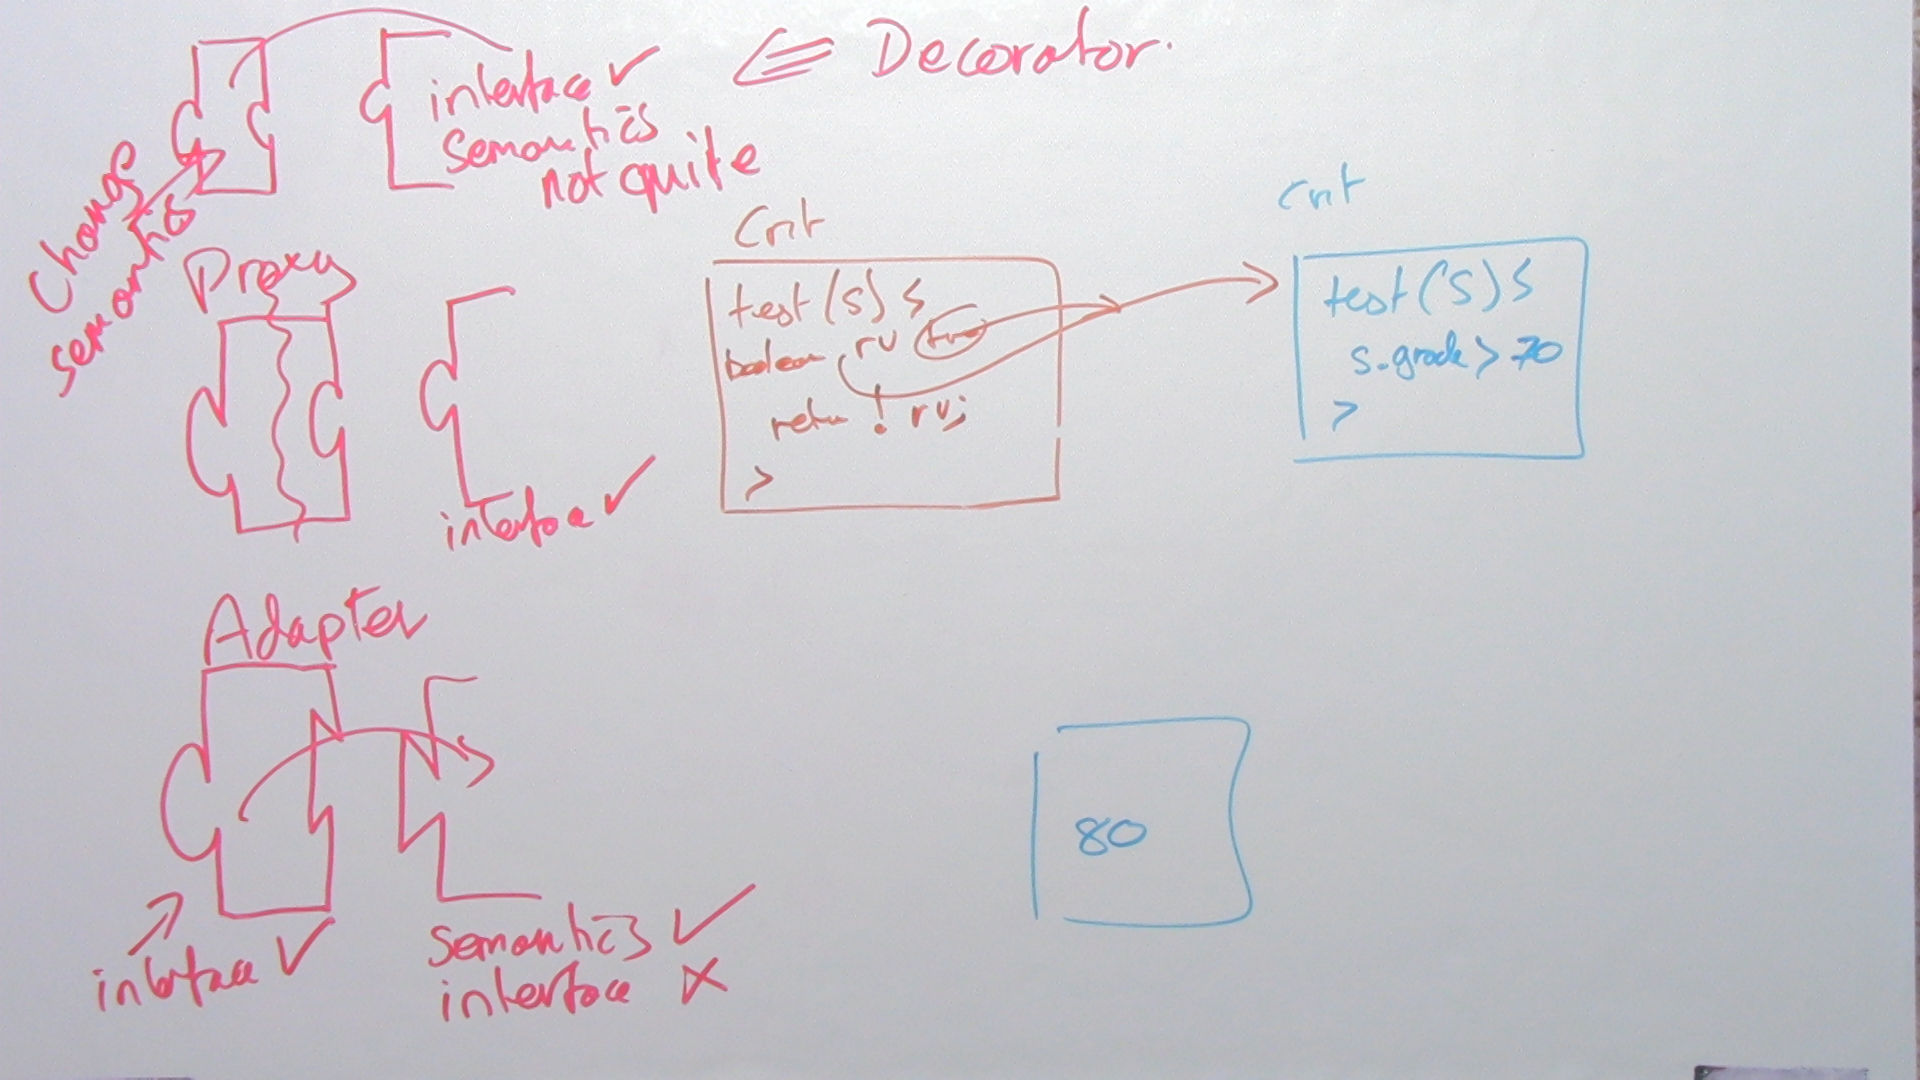 interface ✓
semantics
not quite
⇐ Decorator.
Change
semantics
Proxy
interface ✓
Crit
test(S) {
boolean rv true
return ! rv;
}
Crit
test(S) {
s.grade > 70
}
Adapter
interface ✓
semantics ✓
interface X
80